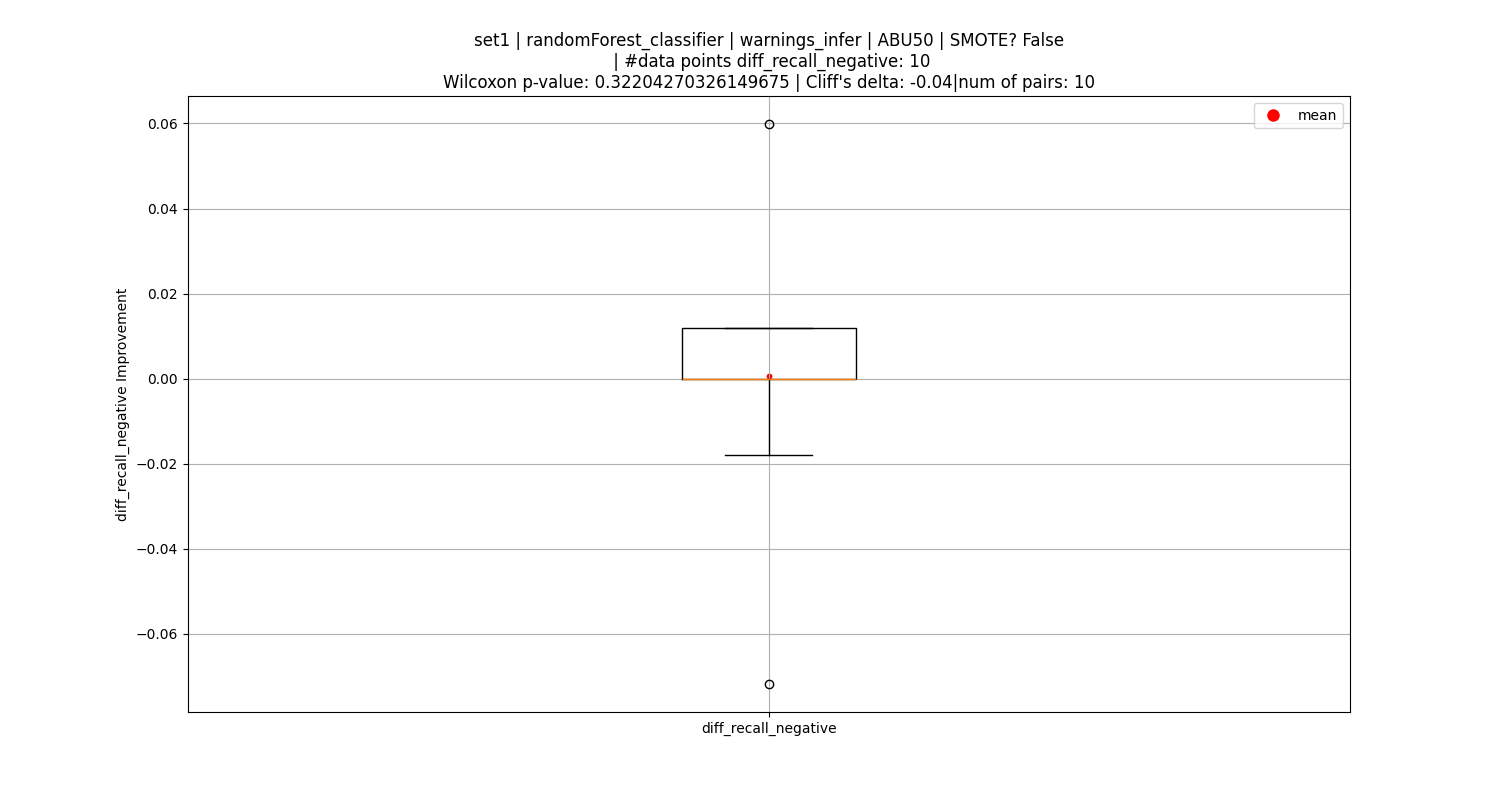 set1 | randomForest_classifier | warnings_infer | ABU50 | SMOTE? False
| #data points diff_recall_negative: 10
Wilcoxon p-value: 0.32204270326149675 | Cliff's delta: -0.04|num of pairs: 10
mean
0.06
0.04
0.02
0.00
−0.02
−0.04
−0.06
diff_recall_negative Improvement
diff_recall_negative